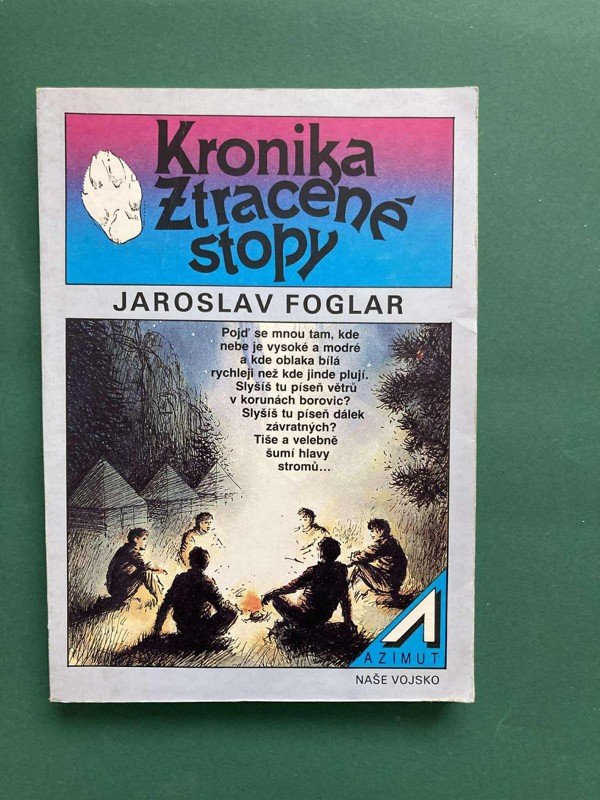 Kronika
Ztracené
stopy
JAROSLAV FOGLAR
Pojď se mnou tam, kde
nebe je vysoké a modré
a kde oblaka bílá
rychleji než kde jinde plují.
Slyšíš tu píseň větrů
v korunách borovic?
Slyšíš tu píseň dálek
závratných?
Tiše a velebně
šumí hlavy
stromů...
AZIMUT
NAŠE VOJSKO